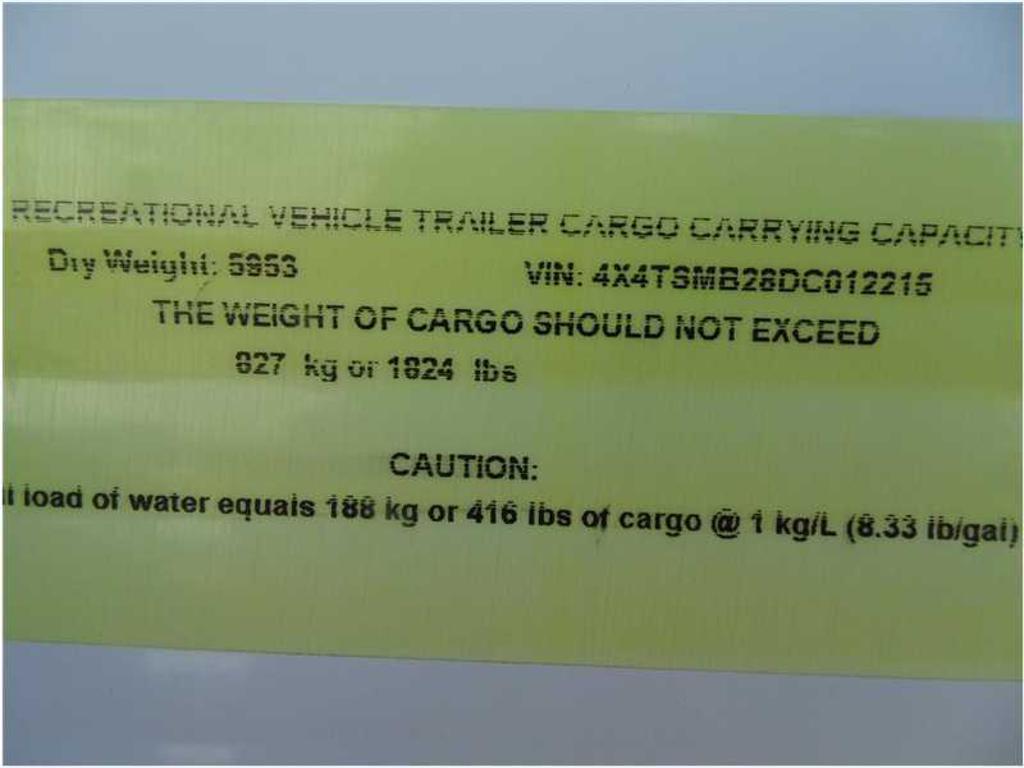 RECREATIONAL VEHICLE TRAILER CARGO CARRYING CAPACITY
Dry Weight: 5953 VIN: 4X4TSMB28DC012215
THE WEIGHT OF CARGO SHOULD NOT EXCEED
827 kg or 1824 lbs
CAUTION:
load of water equals 188 kg or 416 lbs of cargo @ 1 kg/L (8.33 lb/gal)